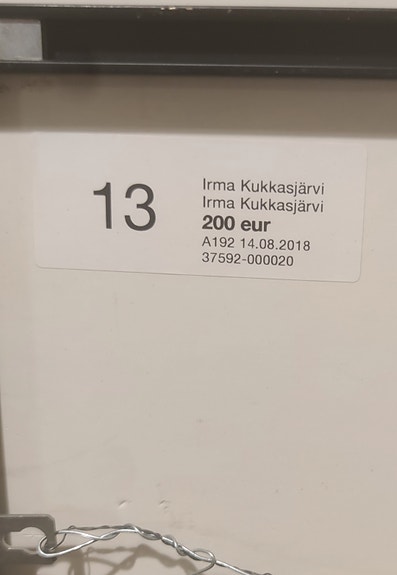 13
Irma Kukkasjärvi
Irma Kukkasjärvi
200 eur
A192 14.08.2018
37592-000020